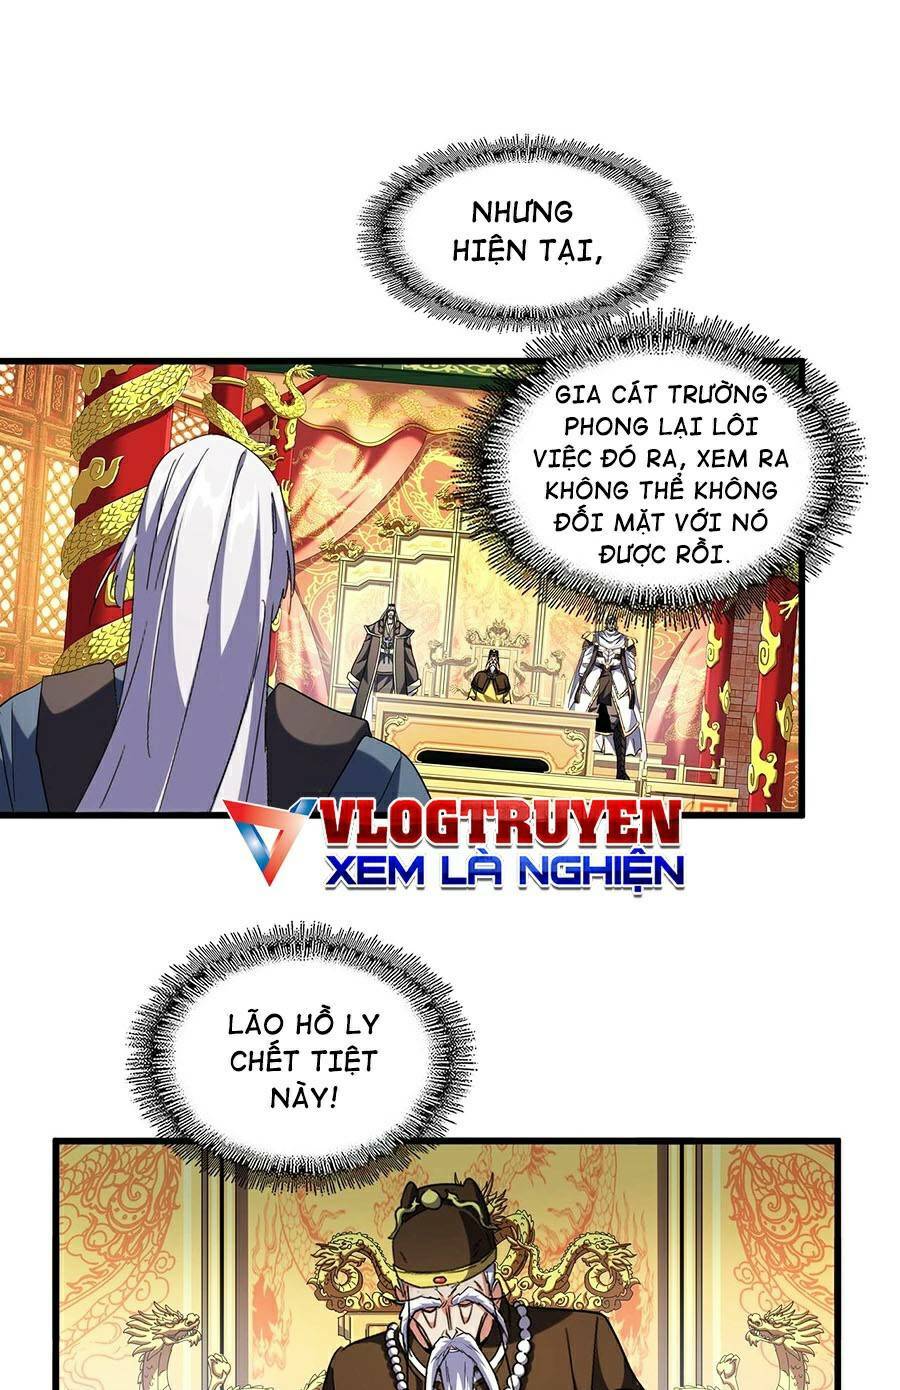 NHƯNG
HIỆN TẠI,
GIA CÁT TRƯỜNG
PHONG LẠI LÔI
VIỆC ĐÓ RA, XEM RA
KHÔNG THỂ KHÔNG
ĐỐI MẶT VỚI NÓ
ĐƯỢC RỒI.
VLOGTRUYEN
XEM LÀ NGHIỆN
LÃO HỒ LY
CHẾT TIỆT
NÀY!